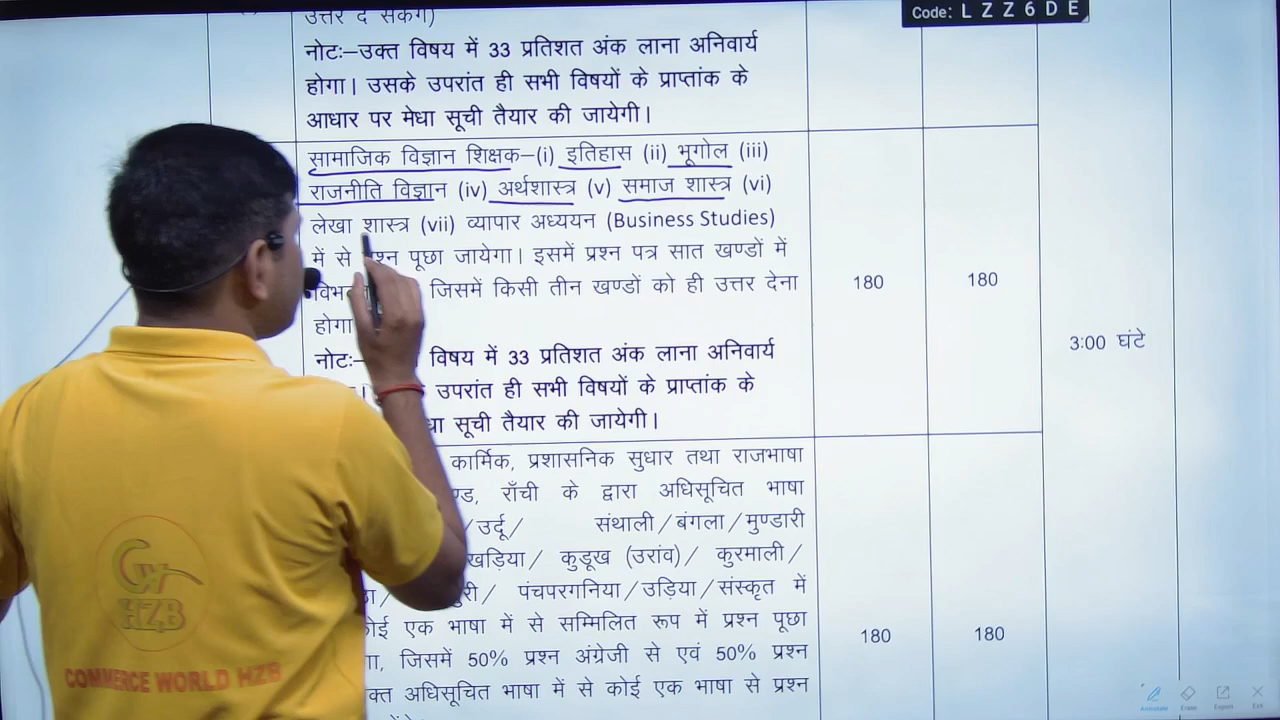 Code: L Z Z 6 D E
उत्तर दे सकेंगे)
नोटः–उक्त विषय में 33 प्रतिशत अंक लाना अनिवार्य
होगा। उसके उपरांत ही सभी विषयों के प्राप्तांक के
आधार पर मेधा सूची तैयार की जायेगी।
सामाजिक विज्ञान शिक्षक–(i) इतिहास (ii) भूगोल (iii)
राजनीति विज्ञान (iv) अर्थशास्त्र (v) समाज शास्त्र (vi)
लेखा शास्त्र (vii) व्यापार अध्ययन (Business Studies)
में से प्रश्न पूछा जायेगा। इसमें प्रश्न पत्र सात खण्डों में
जिसमें किसी तीन खण्डों को ही उत्तर देना
होगा
नोटः– विषय में 33 प्रतिशत अंक लाना अनिवार्य
उपरांत ही सभी विषयों के प्राप्तांक के
सूची तैयार की जायेगी।
180
180
3:00 घंटे
कार्मिक, प्रशासनिक सुधार तथा राजभाषा
राँची के द्वारा अधिसूचित भाषा
/उर्दू/ संथाली/बंगला/मुण्डारी
खड़िया/ कुडूख (उरांव)/ कुरमाली/
पंचपरगनिया/उड़िया/संस्कृत में
कोई एक भाषा में से सम्मिलित रूप में प्रश्न पूछा
जिसमें 50% प्रश्न अंग्रेजी से एवं 50% प्रश्न
अधिसूचित भाषा में से कोई एक भाषा से प्रश्न
180
180
HZB
COMMERCE WORLD HZB
Annotate
Erase
Export
Exit